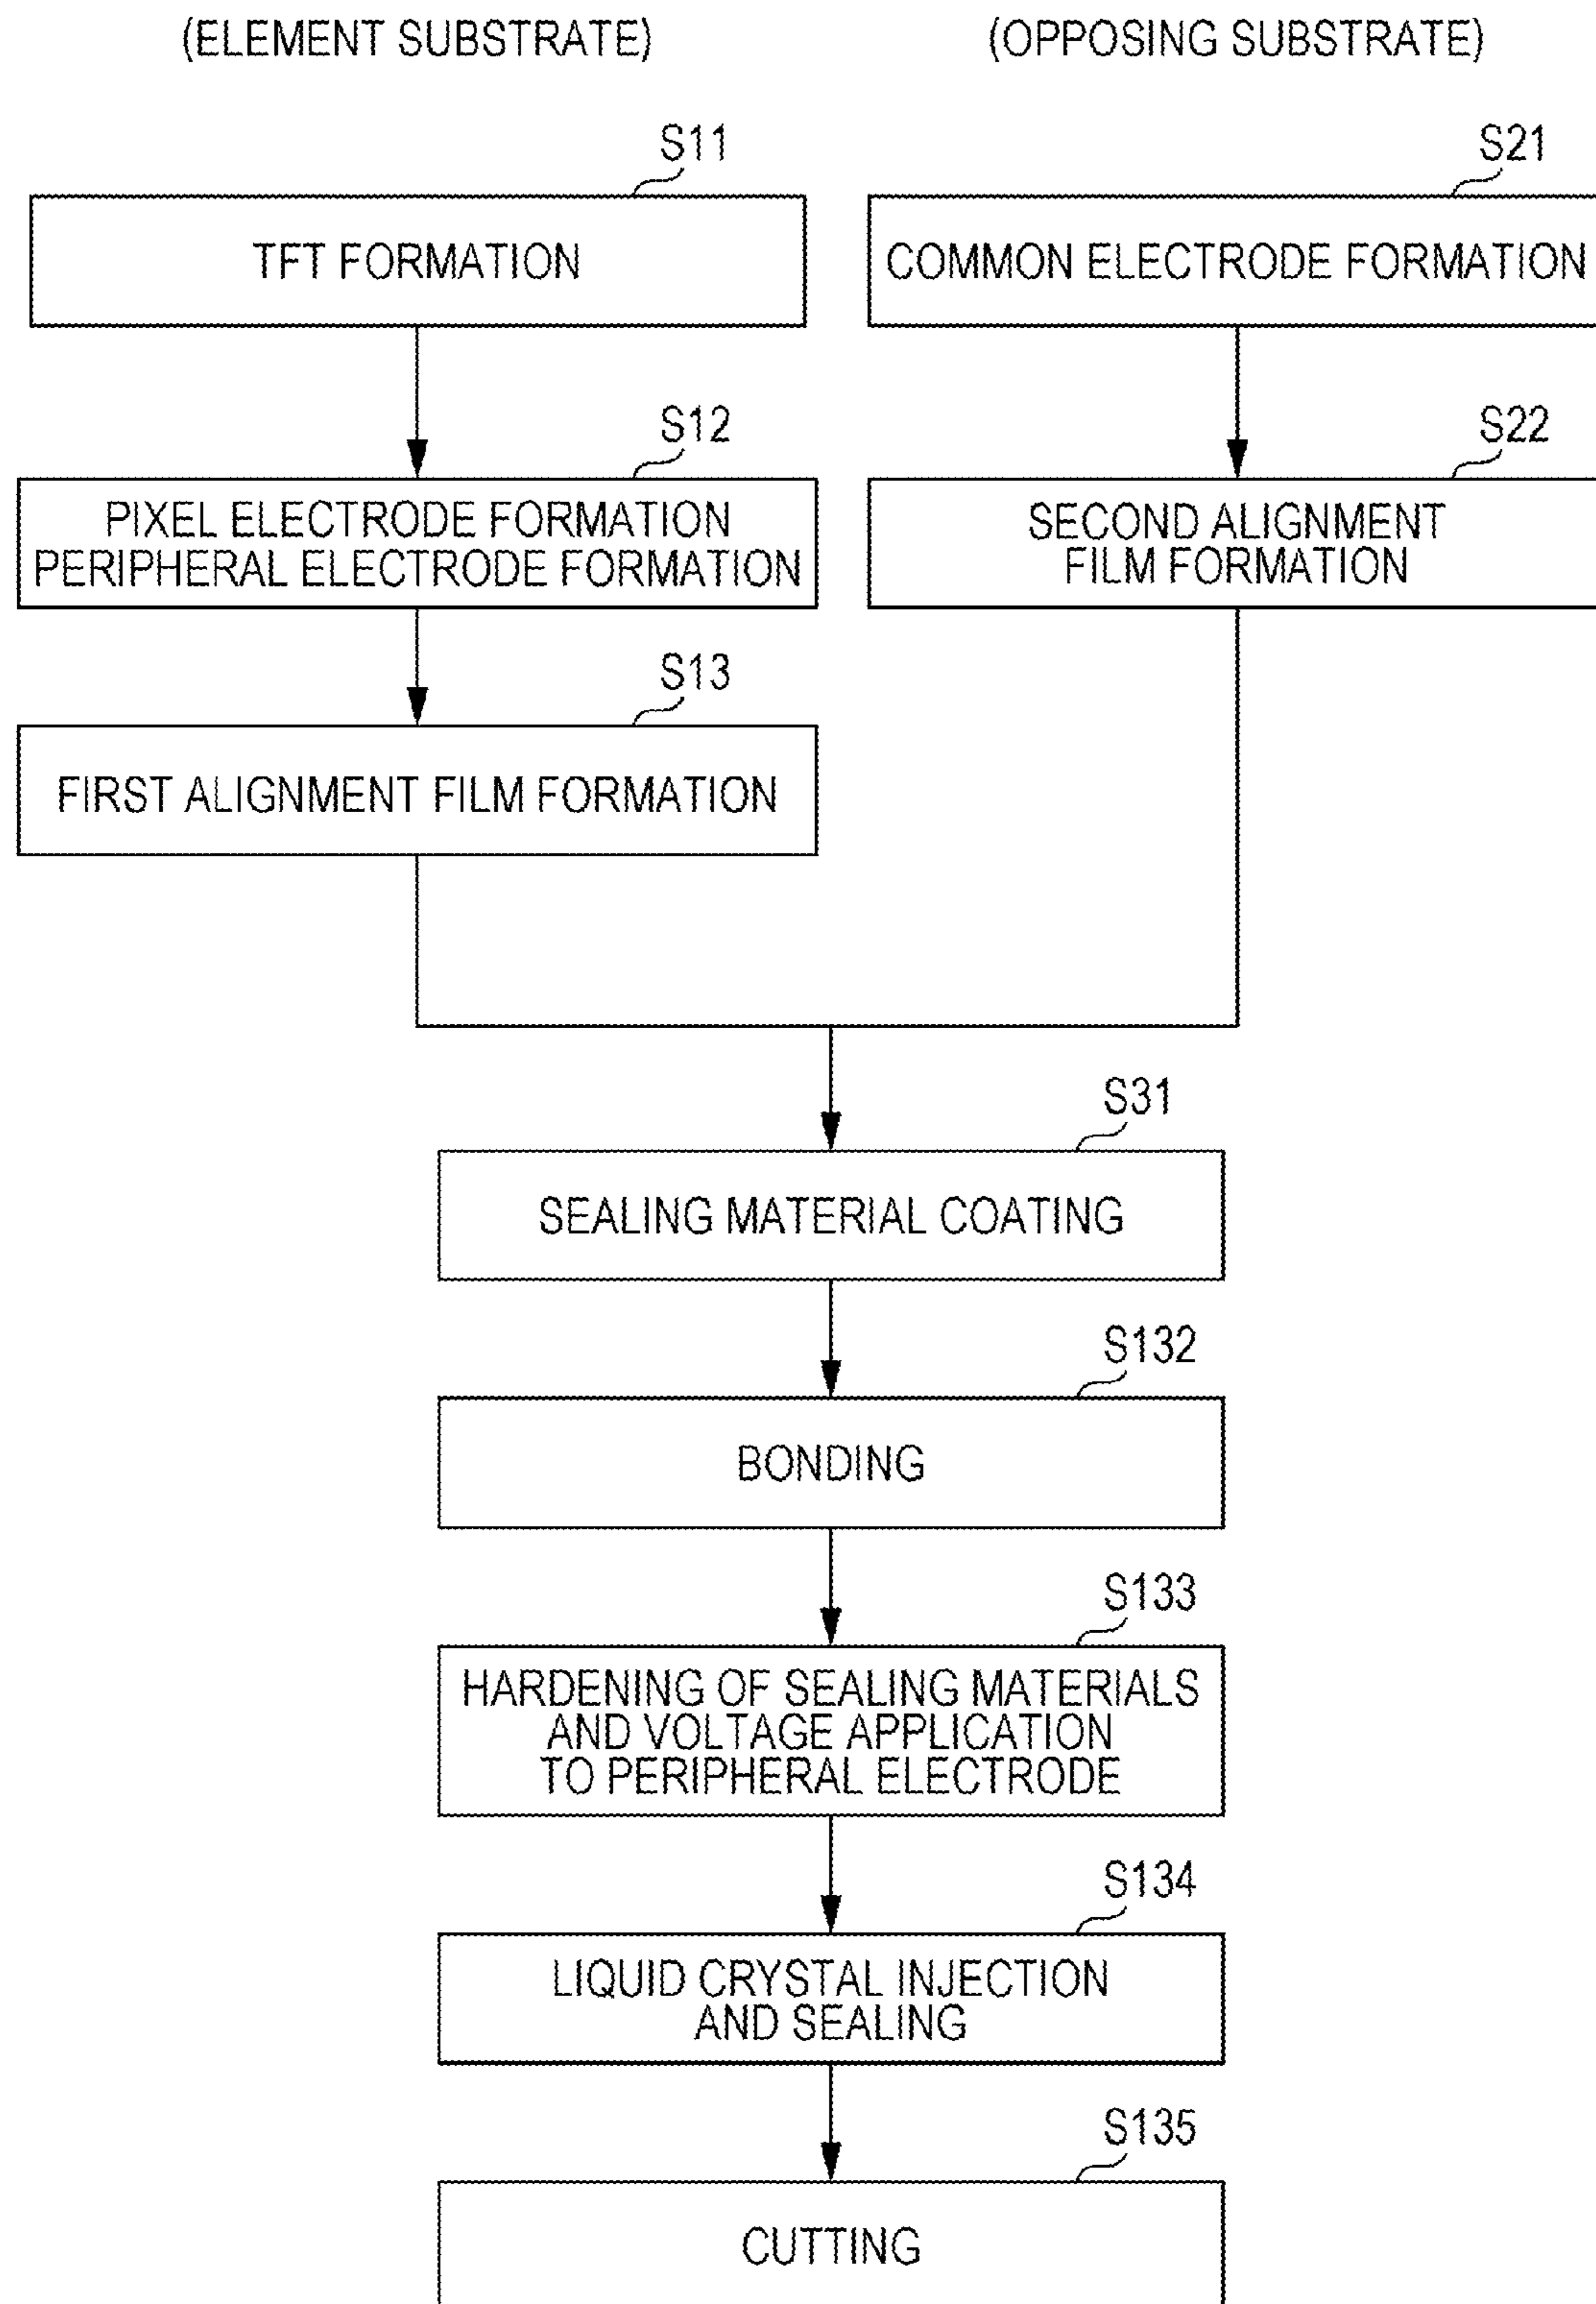 (ELEMENT SUBSTRATE)
(OPPOSING SUBSTRATE)
S11
TFT FORMATION
S21
COMMON ELECTRODE FORMATION
S12
PIXEL ELECTRODE FORMATION
PERIPHERAL ELECTRODE FORMATION
S22
SECOND ALIGNMENT
FILM FORMATION
S13
FIRST ALIGNMENT FILM FORMATION
S31
SEALING MATERIAL COATING
S132
BONDING
S133
HARDENING OF SEALING MATERIALS
AND VOLTAGE APPLICATION
TO PERIPHERAL ELECTRODE
S134
LIQUID CRYSTAL INJECTION
AND SEALING
S135
CUTTING